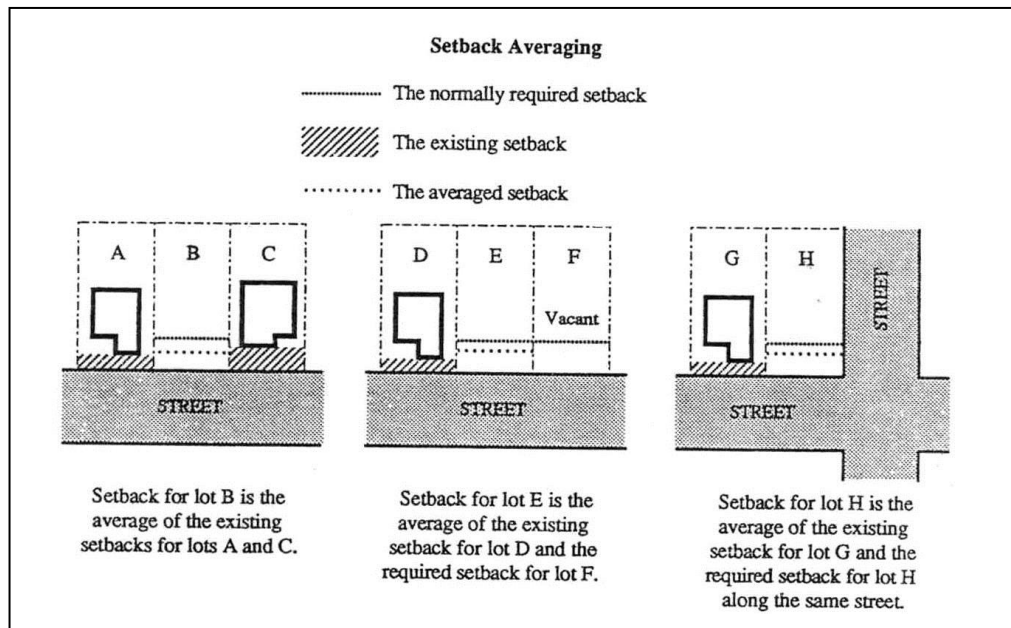 Setback Averaging
The normally required setback
The existing setback
The averaged setback
A B C
STREET
Setback for lot B is the
average of the existing
setbacks for lots A and C.
D E F
Vacant
STREET
Setback for lot E is the
average of the existing
setback for lot D and the
required setback for lot F.
G H
STREET
STREET
Setback for lot H is the
average of the existing
setback for lot G and the
required setback for lot H
along the same street.